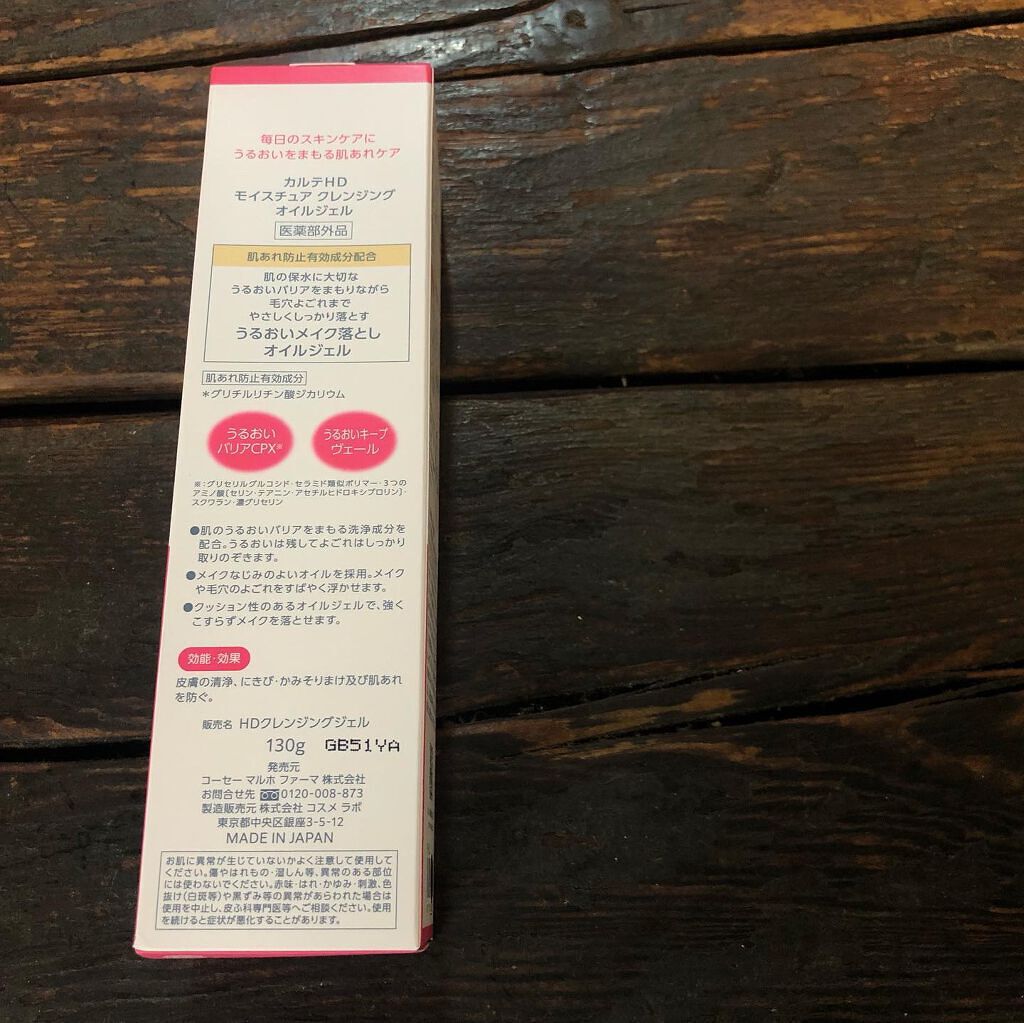 毎日のスキンケアに
うるおいをまもる肌あれケア
カルテHD
モイスチュア クレンジング
オイルジェル
医薬部外品
肌あれ防止有効成分配合
肌の保水に大切な
うるおいバリアをまもりながら
毛穴よごれまで
やさしくしっかり落とす
うるおいメイク落とし
オイルジェル
肌あれ防止有効成分
*グリチルリチン酸ジカリウム
うるおい
バリアCPX※
うるおいキープ
ヴェール
※:グリセリルグルコシド・セラミド類似ポリマー・3つの
アミノ酸〔セリン・テアニン・アセチルヒドロキシプロリン〕・
スクワラン・濃グリセリン
●肌のうるおいバリアをまもる洗浄成分を
配合。うるおいは残してよごれはしっかり
取りのぞきます。
●メイクなじみのよいオイルを採用。メイク
や毛穴のよごれをすばやく浮かせます。
●クッション性のあるオイルジェルで、強く
こすらずメイクを落とせます。
効能・効果
皮膚の清浄、にきび・かみそりまけ及び肌あれ
を防ぐ。
販売名 HDクレンジングジェル
130g GB51YA
発売元
コーセー マルホ ファーマ 株式会社
お問合せ先 0120-008-873
製造販売元 株式会社 コスメ ラボ
東京都中央区銀座3-5-12
MADE IN JAPAN
お肌に異常が生じていないかよく注意して使用して
ください。傷やはれもの・湿しん等、異常のある部位
には使わないでください。赤味・はれ・かゆみ・刺激、色
抜け(白斑等)や黒ずみ等の異常があらわれた場合は
使用を中止し、皮ふ科専門医等へご相談ください。使用
を続けると症状が悪化することがあります。